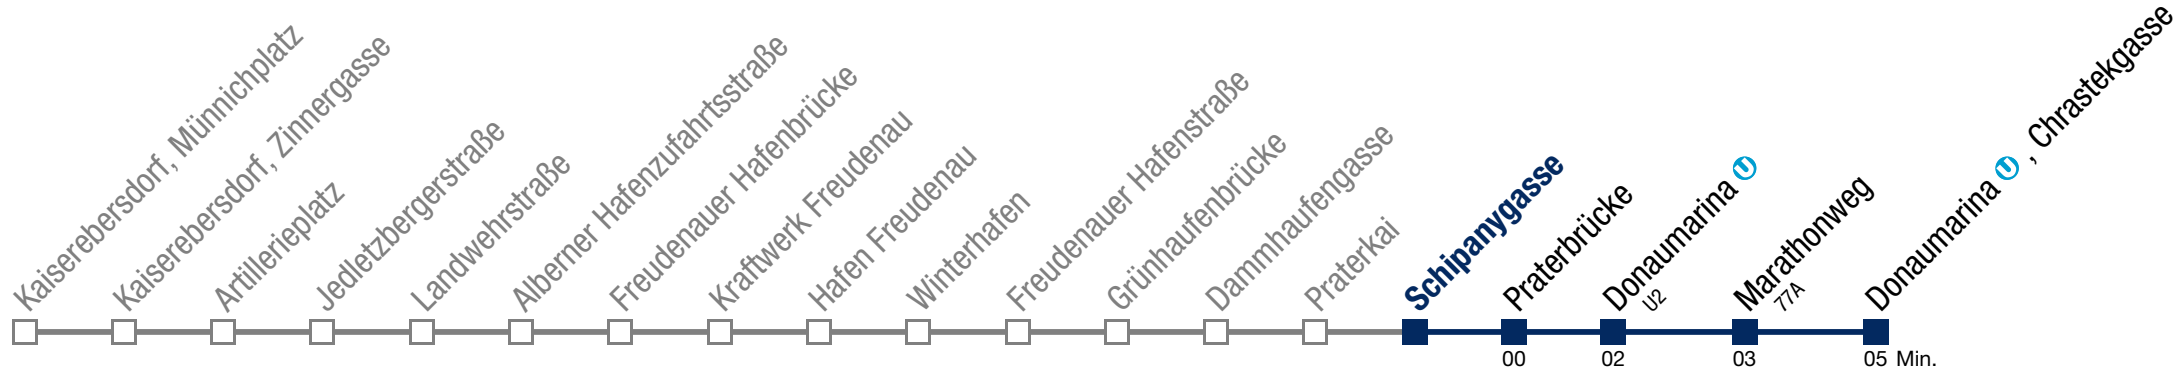 Kaiserebersdorf, Münnichplatz
Kaiserebersdorf, Zinnergasse
Artillerieplatz
Jedletzbergerstraße
Landwehrstraße
Alberner Hafenzufahrtsstraße
Freudenauer Hafenbrücke
Kraftwerk Freudenau
Hafen Freudenau
Winterhafen
Freudenauer Hafenstraße
Grünhaufenbrücke
Dammhaufengasse
Praterkai
Schipanygasse
Praterbrücke
Donaumarina U
U2
Marathonweg
77A
Donaumarina U, Chrastekgasse
00 02 03 05 Min.